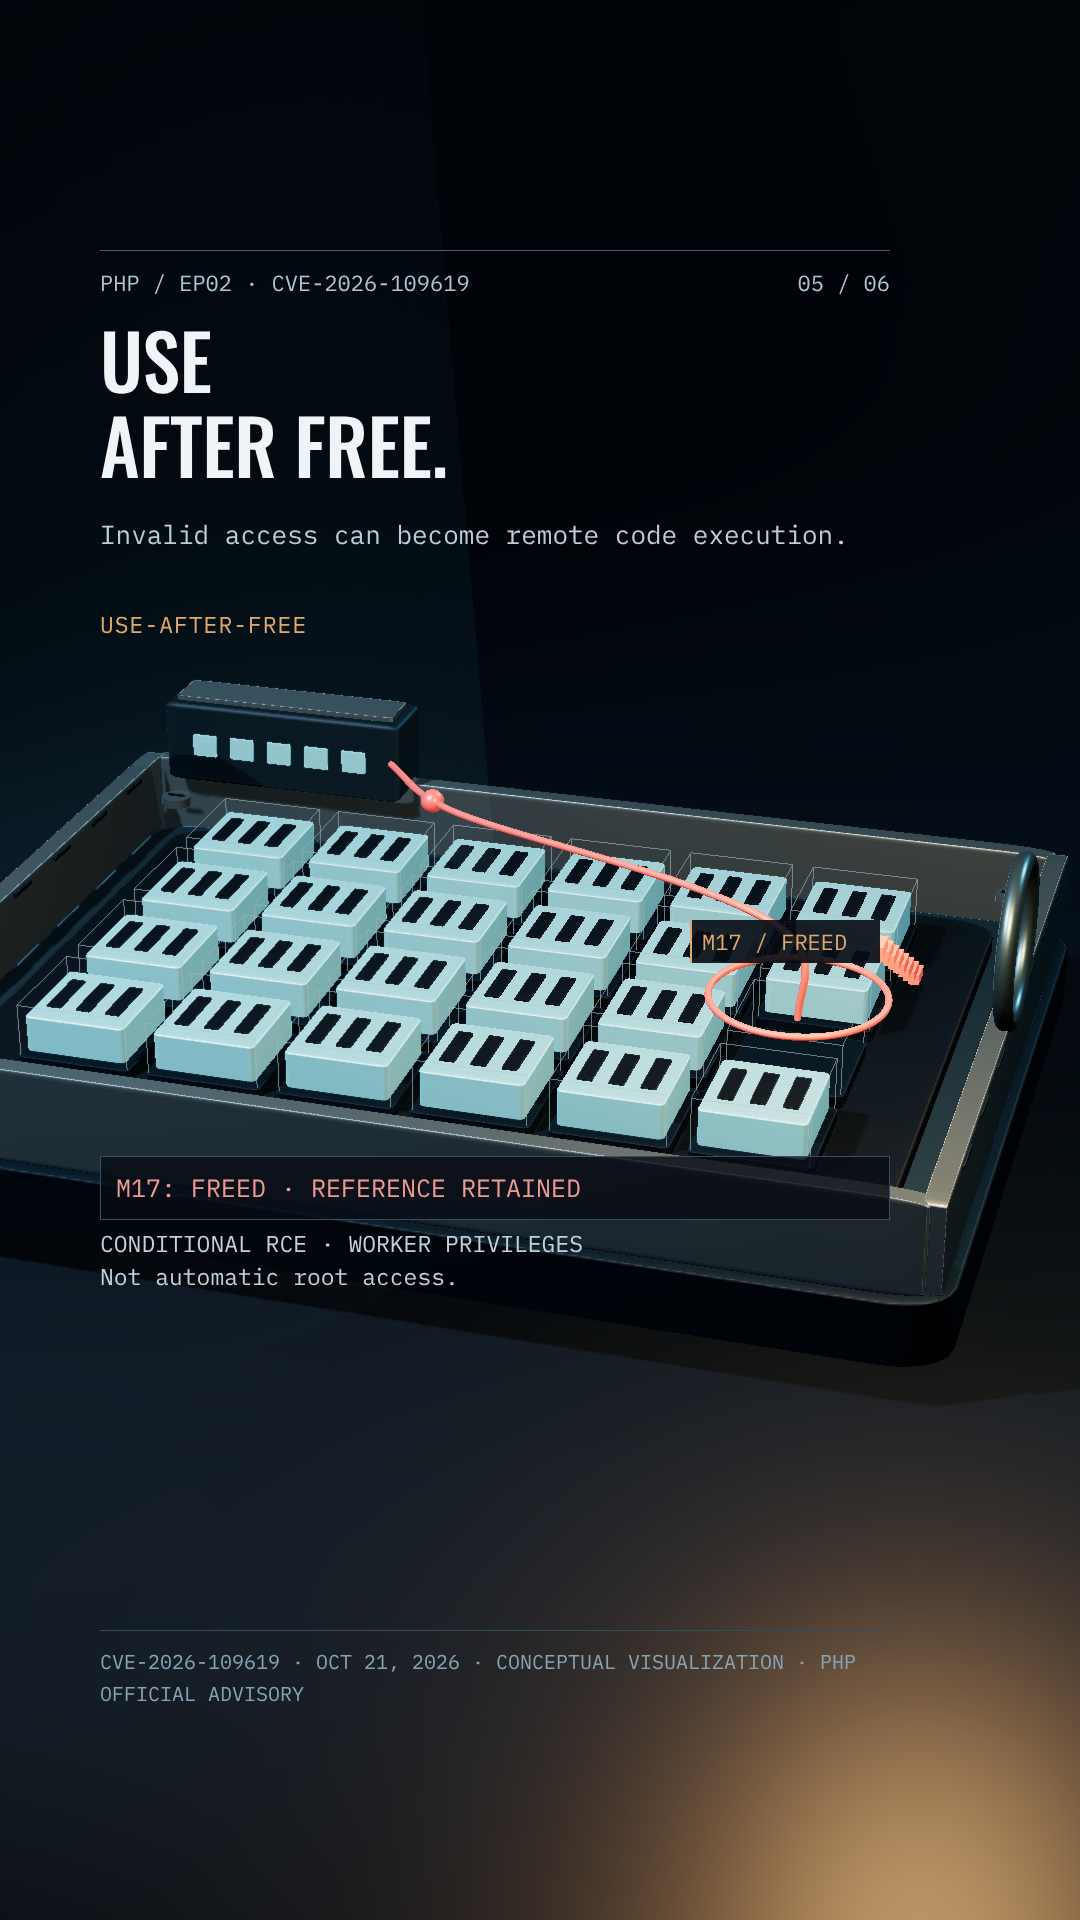 PHP / EP02 · CVE-2026-109619
05 / 06
USE
AFTER FREE.
Invalid access can become remote code execution.
USE-AFTER-FREE
M17 / FREED
M17: FREED · REFERENCE RETAINED
CONDITIONAL RCE · WORKER PRIVILEGES
Not automatic root access.
CVE-2026-109619 · OCT 21, 2026 · CONCEPTUAL VISUALIZATION · PHP
OFFICIAL ADVISORY